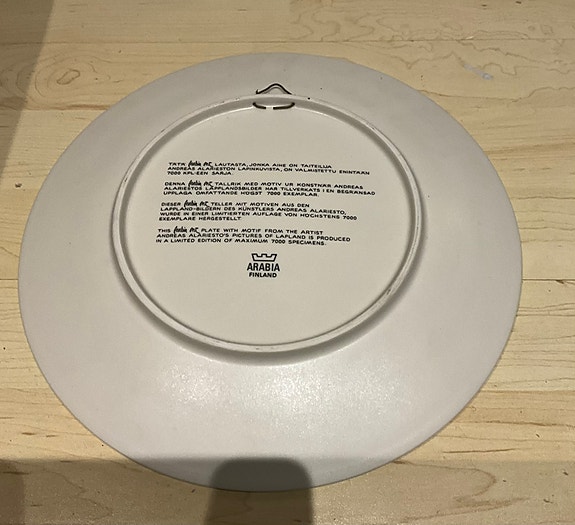 TÄTÄ Arabia Art LAUTASTA, JONKA AIHE ON TAITEILIJA
ANDREAS ALARIESTON LAPINKUVISTA, ON VALMISTETTU ENINTÄÄN
7000 KPL:EEN SARJA.
DENNA Arabia Art TALLRIK MED MOTIV UR KONSTNÄR ANDREAS
ALARIESTOS LAPPLANDSBILDER HAR TILLVERKATS I EN BEGRÄNSAD
UPPLAGA OMFATTANDE HÖGST 7000 EXEMPLAR.
DIESER Arabia Art TELLER MIT MOTIVEN AUS DEN
LAPPLAND-BILDERN DES KÜNSTLERS ANDREAS ALARIESTO,
WURDE IN EINER LIMITIERTEN AUFLAGE VON HÖCHSTENS 7000
EXEMPLARE HERGESTELLT.
THIS Arabia Art PLATE WITH MOTIF FROM THE ARTIST
ANDREAS ALARIESTO'S PICTURES OF LAPLAND IS PRODUCED
IN A LIMITED EDITION OF MAXIMUM 7000 SPECIMENS.
ARABIA
FINLAND